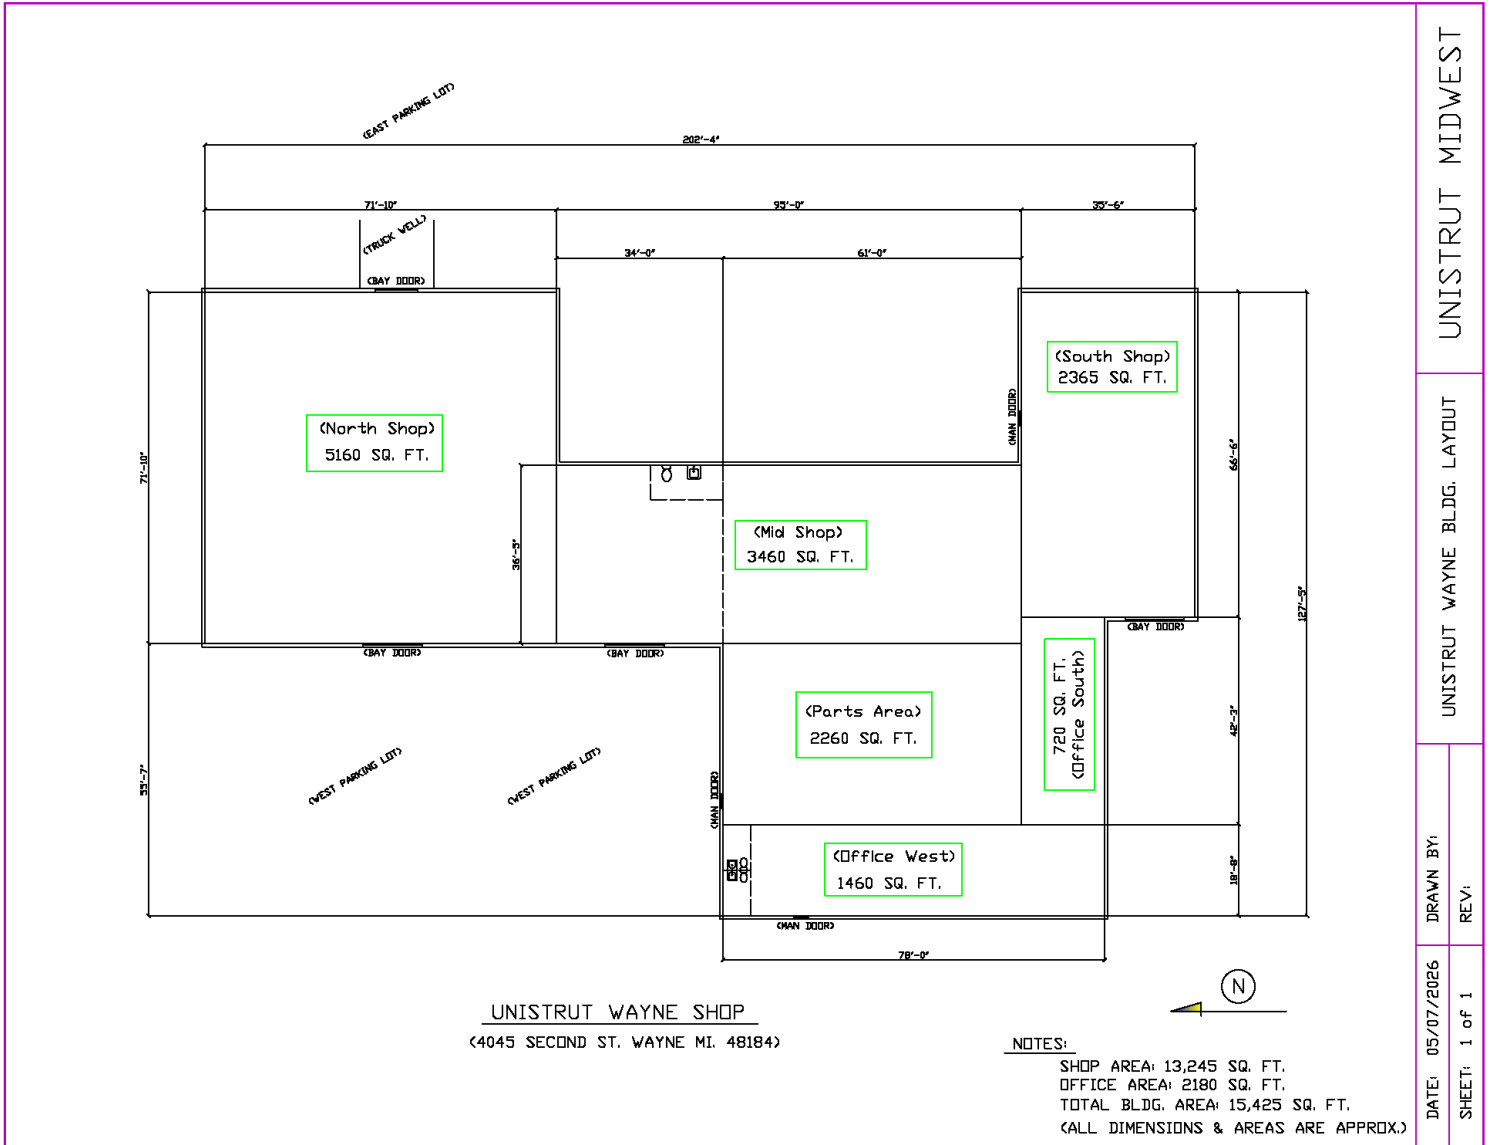 (EAST PARKING LOT)
202'-4"
71'-10"
95'-0"
35'-6"
(TRUCK WELL)
34'-0"
61'-0"
(BAY DOOR)
(South Shop)
2365 SQ. FT.
(MAN DOOR)
(North Shop)
5160 SQ. FT.
71'-10"
66'-6"
36'-5"
(Mid Shop)
3460 SQ. FT.
127'-5"
(BAY DOOR)
(BAY DOOR)
(BAY DOOR)
720 SQ. FT.
(Office South)
(Parts Area)
2260 SQ. FT.
42'-3"
(WEST PARKING LOT)
(WEST PARKING LOT)
55'-7"
(MAN DOOR)
(Office West)
1460 SQ. FT.
18'-8"
(MAN DOOR)
78'-0"
N
UNISTRUT WAYNE SHOP
(4045 SECOND ST. WAYNE MI. 48184)
NOTES:
SHOP AREA: 13,245 SQ. FT.
OFFICE AREA: 2180 SQ. FT.
TOTAL BLDG. AREA: 15,425 SQ. FT.
(ALL DIMENSIONS & AREAS ARE APPROX.)
UNISTRUT MIDWEST
UNISTRUT WAYNE BLDG. LAYOUT
DRAWN BY:
REV:
DATE: 05/07/2026
SHEET: 1 of 1